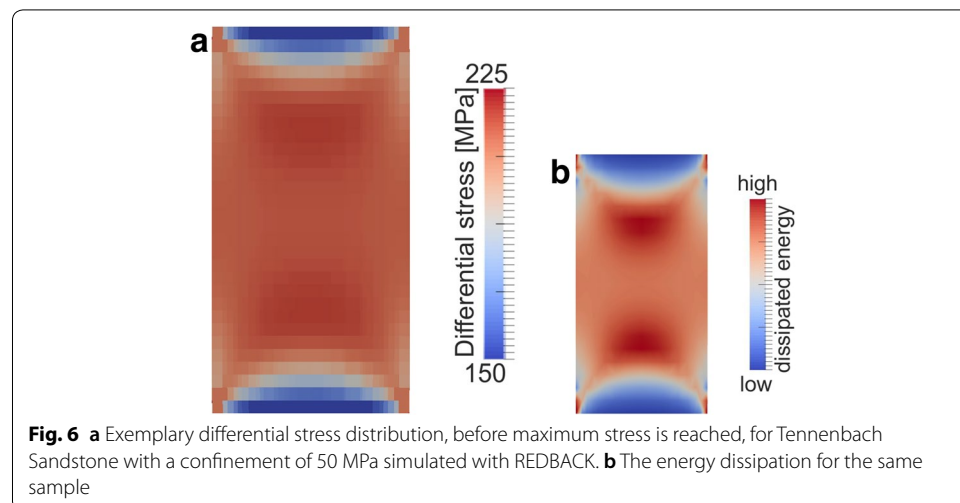 a
225
Differential stress [MPa]
150
b
high
dissipated energy
low
Fig. 6 a Exemplary differential stress distribution, before maximum stress is reached, for Tennenbach
Sandstone with a confinement of 50 MPa simulated with REDBACK. b The energy dissipation for the same
sample